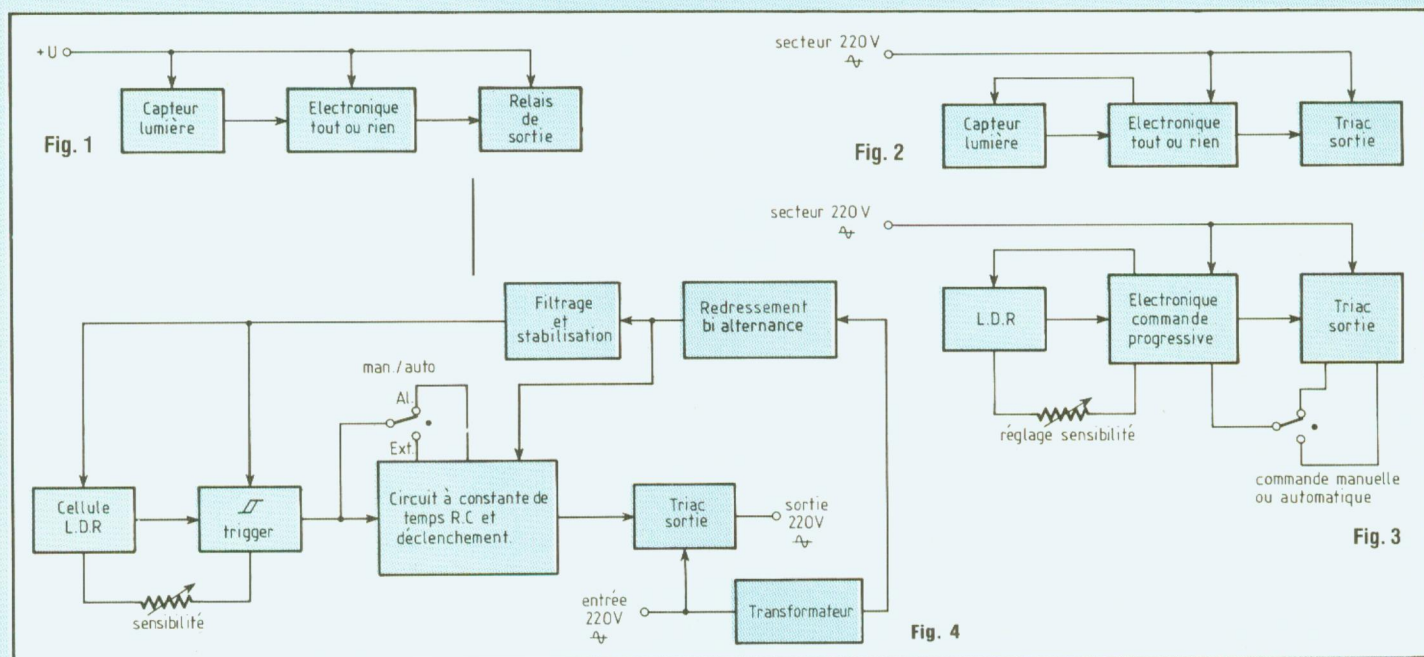 +U
Capteur
lumière
Electronique
tout ou rien
Relais
de
sortie
Fig. 1
secteur 220V
Capteur
lumière
Electronique
tout ou rien
Triac
sortie
Fig. 2
secteur 220V
L.D.R
Electronique
commande
progressive
Triac
sortie
réglage sensibilité
commande manuelle
ou automatique
Fig. 3
Filtrage
et
stabilisation
Redressement
bi alternance
man./auto
Al.
Ext.
Cellule
L.D.R
trigger
Circuit à constante de
temps R.C et
déclenchement.
Triac
sortie
sortie
220V
sensibilité
entrée
220V
Transformateur
Fig. 4